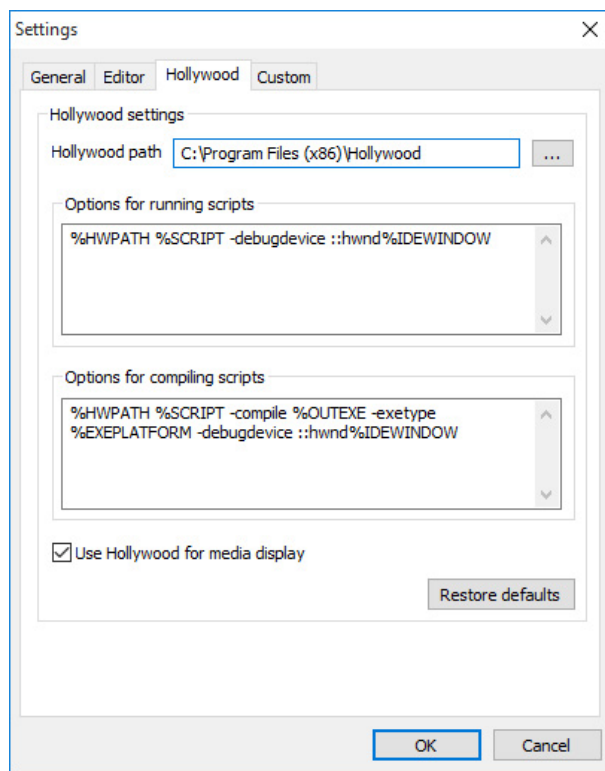 Settings
General Editor Hollywood Custom
Hollywood settings
Hollywood path C:\Program Files (x86)\Hollywood ...
Options for running scripts
%HWPATH %SCRIPT -debugdevice ::hwnd%IDEWINDOW
Options for compiling scripts
%HWPATH %SCRIPT -compile %OUTEXE -exetype
%EXEPLATFORM -debugdevice ::hwnd%IDEWINDOW
Use Hollywood for media display
Restore defaults
OK Cancel